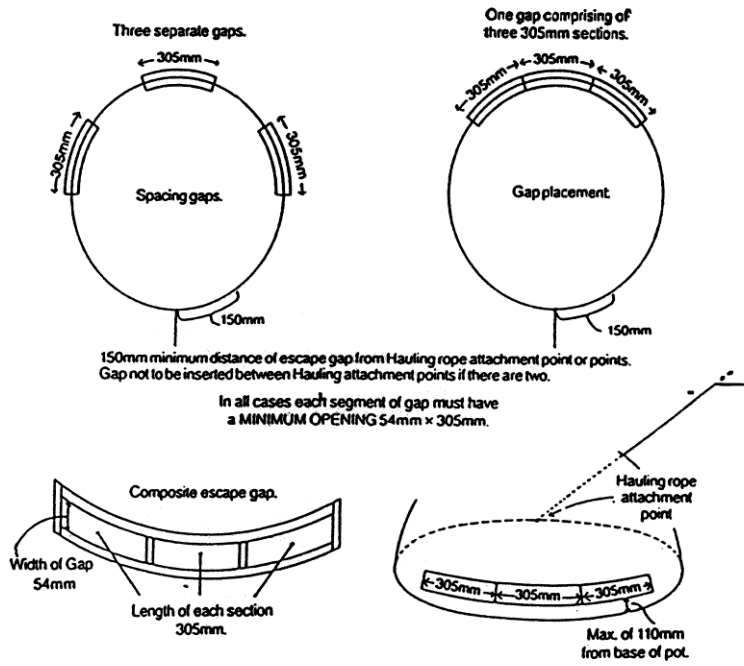 Three separate gaps.
305mm
305mm
305mm
Spacing gaps.
150mm
One gap comprising of
three 305mm sections.
305mm
305mm
305mm
Gap placement.
150mm
150mm minimum distance of escape gap from Hauling rope attachment point or points.
Gap not to be inserted between Hauling attachment points if there are two.
In all cases each segment of gap must have
a MINIMUM OPENING 54mm × 305mm.
Composite escape gap.
Width of Gap
54mm
Length of each section
305mm.
Hauling rope
attachment
point
305mm
305mm
305mm
Max. of 110mm
from base of pot.